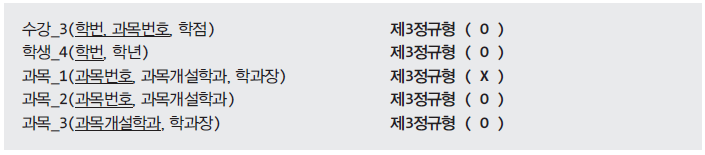 수강_3(학번, 과목번호, 학점) 제3정규형 ( O )
학생_4(학번, 학년) 제3정규형 ( O )
과목_1(과목번호, 과목개설학과, 학과장) 제3정규형 ( X )
과목_2(과목번호, 과목개설학과) 제3정규형 ( O )
과목_3(과목개설학과, 학과장) 제3정규형 ( O )